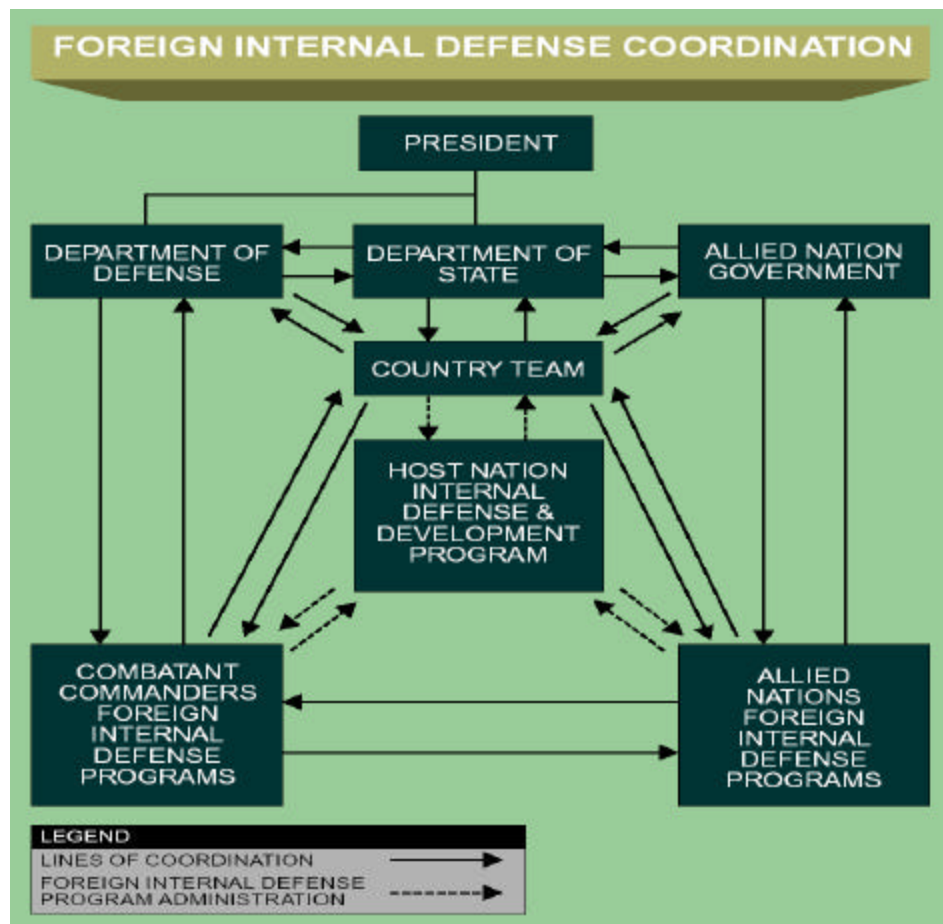 FOREIGN INTERNAL DEFENSE COORDINATION
PRESIDENT
DEPARTMENT OF
DEFENSE
DEPARTMENT OF
STATE
ALLIED NATION
GOVERNMENT
COUNTRY TEAM
HOST NATION
INTERNAL
DEFENSE &
DEVELOPMENT
PROGRAM
COMBATANT
COMMANDERS
FOREIGN
INTERNAL
DEFENSE
PROGRAMS
ALLIED
NATIONS
FOREIGN
INTERNAL
DEFENSE
PROGRAMS
LEGEND
LINES OF COORDINATION
FOREIGN INTERNAL DEFENSE
PROGRAM ADMINISTRATION